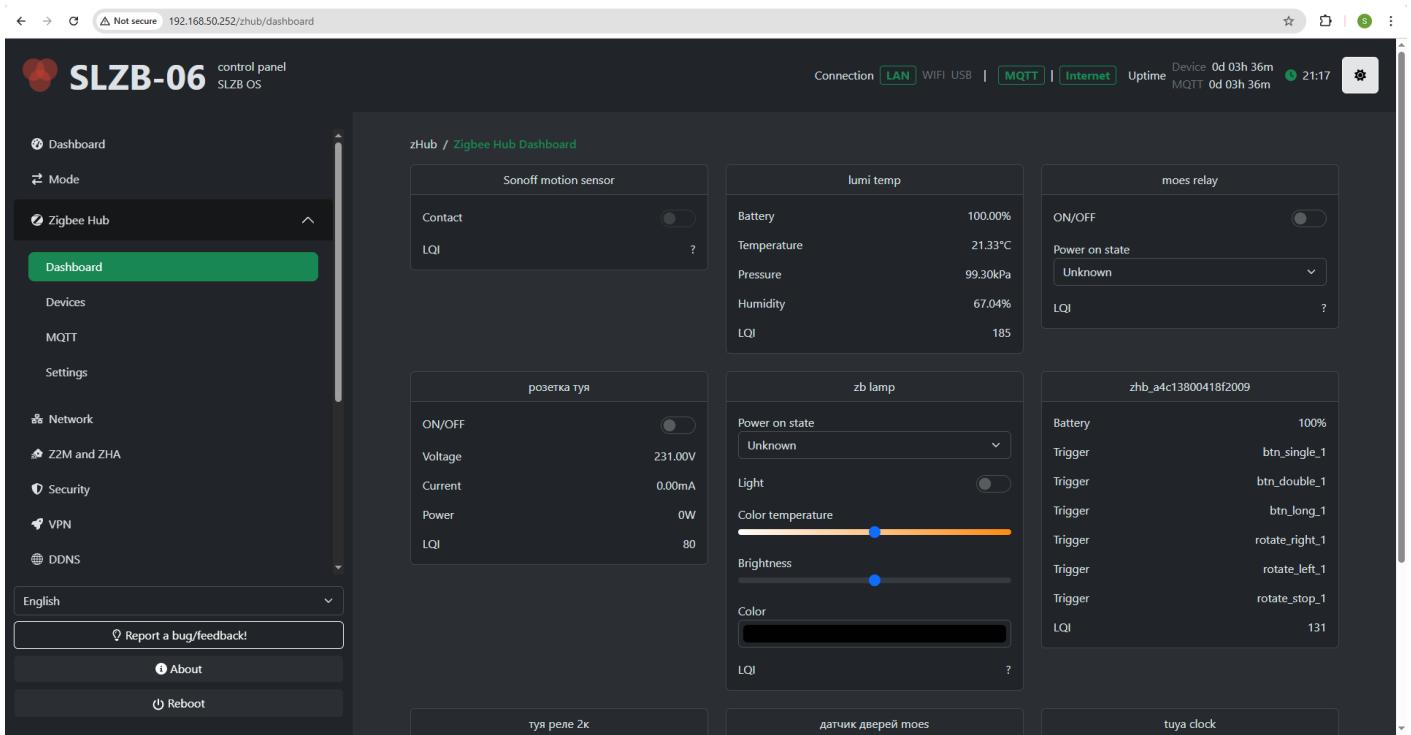 Not secure 192.168.50.252/zhub/dashboard S
SLZB-06 control panel
SLZB OS
Connection LAN WIFI USB | MQTT | Internet Uptime Device 0d 03h 36m
MQTT 0d 03h 36m
21:17
Dashboard
Mode
Zigbee Hub
Dashboard
Devices
MQTT
Settings
Network
Z2M and ZHA
Security
VPN
DDNS
English
Report a bug/feedback!
About
Reboot
zHub / Zigbee Hub Dashboard
Sonoff motion sensor
Contact
LQI ?
lumi temp
Battery 100.00%
Temperature 21.33°C
Pressure 99.30kPa
Humidity 67.04%
LQI 185
moes relay
ON/OFF
Power on state
Unknown
LQI ?
розетка туя
ON/OFF
Voltage 231.00V
Current 0.00mA
Power 0W
LQI 80
zb lamp
Power on state
Unknown
Light
Color temperature
Brightness
Color
LQI ?
zhb_a4c13800418f2009
Battery 100%
Trigger btn_single_1
Trigger btn_double_1
Trigger btn_long_1
Trigger rotate_right_1
Trigger rotate_left_1
Trigger rotate_stop_1
LQI 131
туя реле 2к
датчик дверей moes
tuya clock